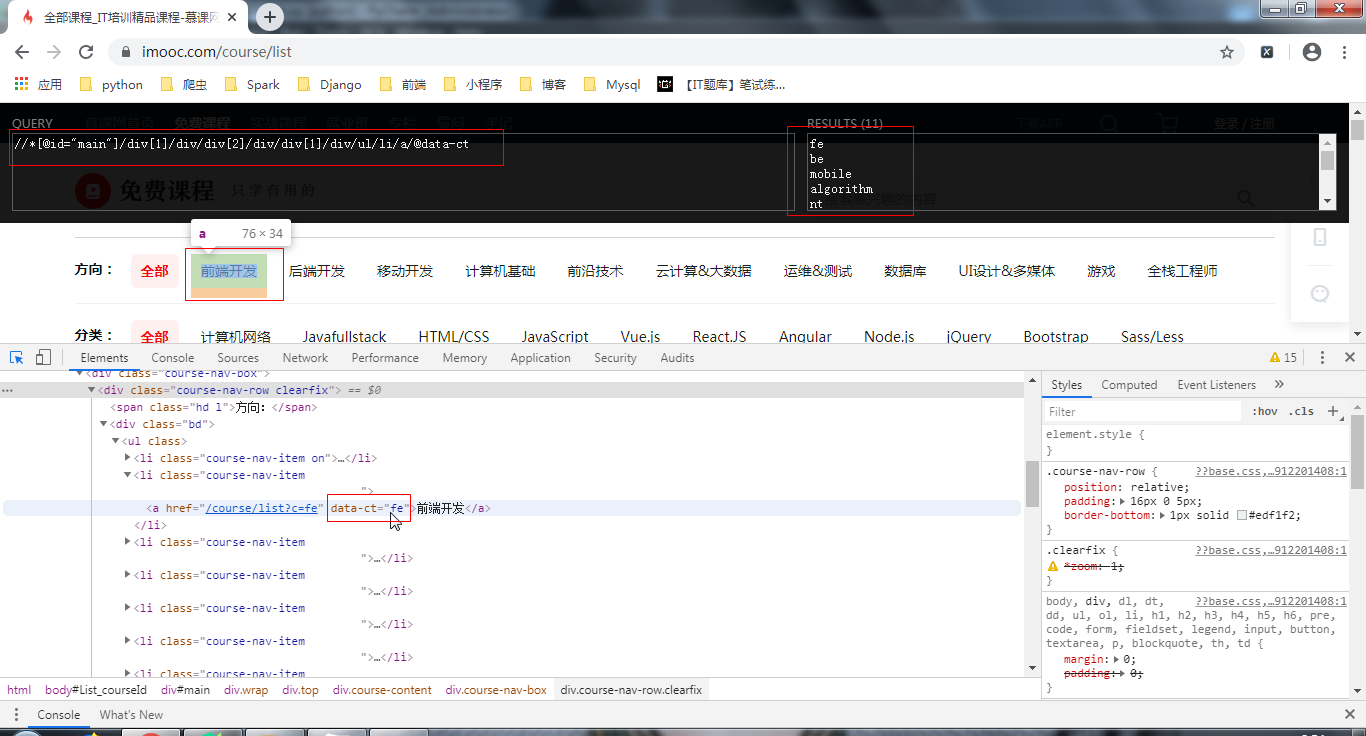 全部课程_IT培训精品课程-慕课网
imooc.com/course/list
应用 python 爬虫 Spark Django 前端 小程序 博客 Mysql 【IT题库】笔试练...
QUERY
//*[@id="main"]/div[1]/div/div[2]/div/div[1]/div/ul/li/a/@data-ct
RESULTS (11)
fe
be
mobile
algorithm
nt
免费课程 只学有用的
a 76 × 34
方向： 全部 前端开发 后端开发 移动开发 计算机基础 前沿技术 云计算&大数据 运维&测试 数据库 UI设计&多媒体 游戏 全栈工程师
分类： 全部 计算机网络 Javafullstack HTML/CSS JavaScript Vue.js React.JS Angular Node.js jQuery Bootstrap Sass/Less
Elements Console Sources Network Performance Memory Application Security Audits 15
<div class="course-nav-box">
<div class="course-nav-row clearfix"> == $0
<span class="hd l">方向：</span>
<div class="bd">
<ul class>
<li class="course-nav-item on">…</li>
<li class="course-nav-item
">
<a href="/course/list?c=fe" data-ct="fe">前端开发</a>
</li>
<li class="course-nav-item
">…</li>
<li class="course-nav-item
">…</li>
<li class="course-nav-item
">…</li>
<li class="course-nav-item
">…</li>
<li class="course-nav-item
html body#List_courseId div#main div.wrap div.top div.course-content div.course-nav-box div.course-nav-row.clearfix
Styles Computed Event Listeners »
Filter :hov .cls +
element.style {
}
.course-nav-row { ??base.css,…912201408:1
position: relative;
padding: 16px 0 5px;
border-bottom: 1px solid #edf1f2;
}
.clearfix { ??base.css,…912201408:1
*zoom: 1;
}
body, div, dl, dt, ??base.css,…912201408:1
dd, ul, ol, li, h1, h2, h3, h4, h5, h6, pre,
code, form, fieldset, legend, input, button,
textarea, p, blockquote, th, td {
margin: 0;
padding: 0;
}
Console What's New